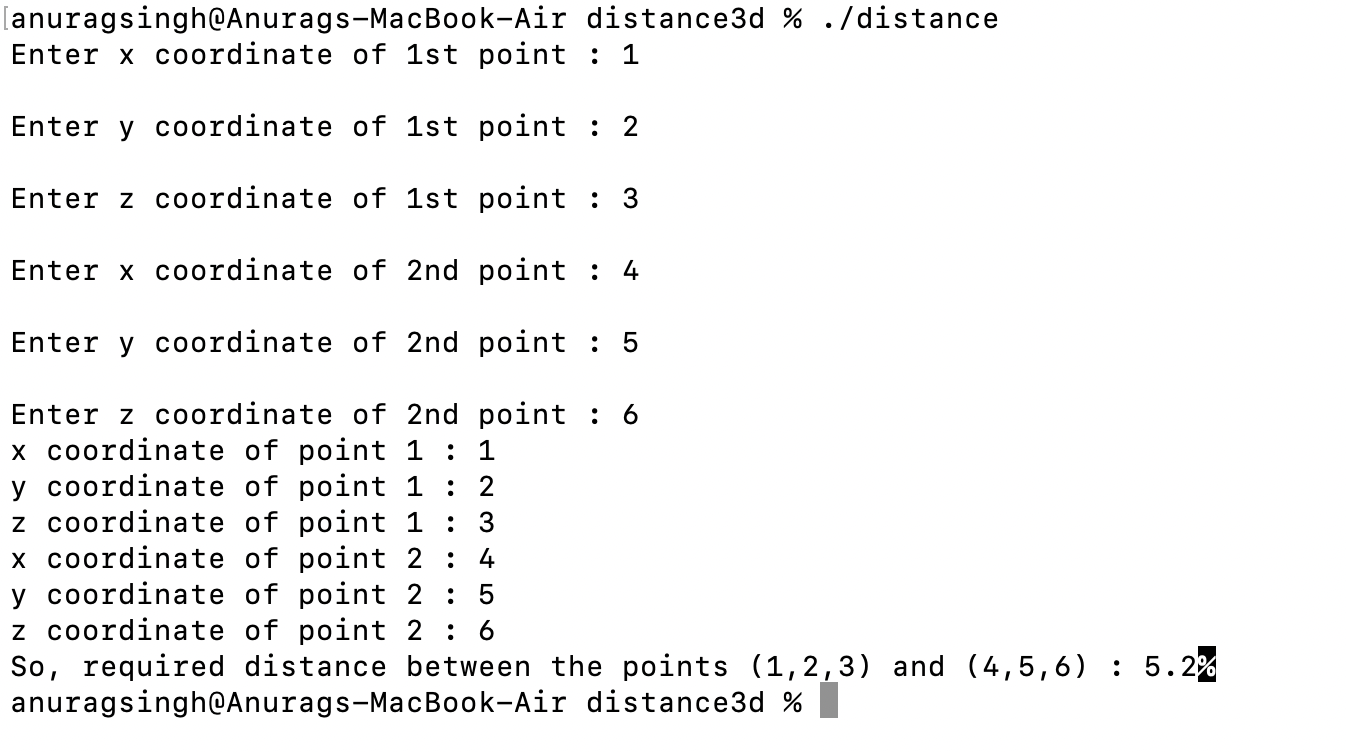 [anuragsingh@Anurags-MacBook-Air distance3d % ./distance
Enter x coordinate of 1st point : 1
Enter y coordinate of 1st point : 2
Enter z coordinate of 1st point : 3
Enter x coordinate of 2nd point : 4
Enter y coordinate of 2nd point : 5
Enter z coordinate of 2nd point : 6
x coordinate of point 1 : 1
y coordinate of point 1 : 2
z coordinate of point 1 : 3
x coordinate of point 2 : 4
y coordinate of point 2 : 5
z coordinate of point 2 : 6
So, required distance between the points (1,2,3) and (4,5,6) : 5.2%
anuragsingh@Anurags-MacBook-Air distance3d %